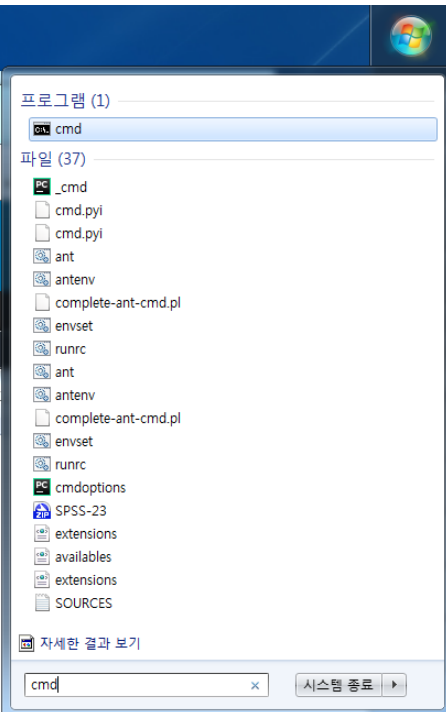 프로그램 (1)
cmd
파일 (37)
_cmd
cmd.pyi
cmd.pyi
ant
antenv
complete-ant-cmd.pl
envset
runrc
ant
antenv
complete-ant-cmd.pl
envset
runrc
cmdoptions
SPSS-23
extensions
availables
extensions
SOURCES
자세한 결과 보기
cmd
시스템 종료